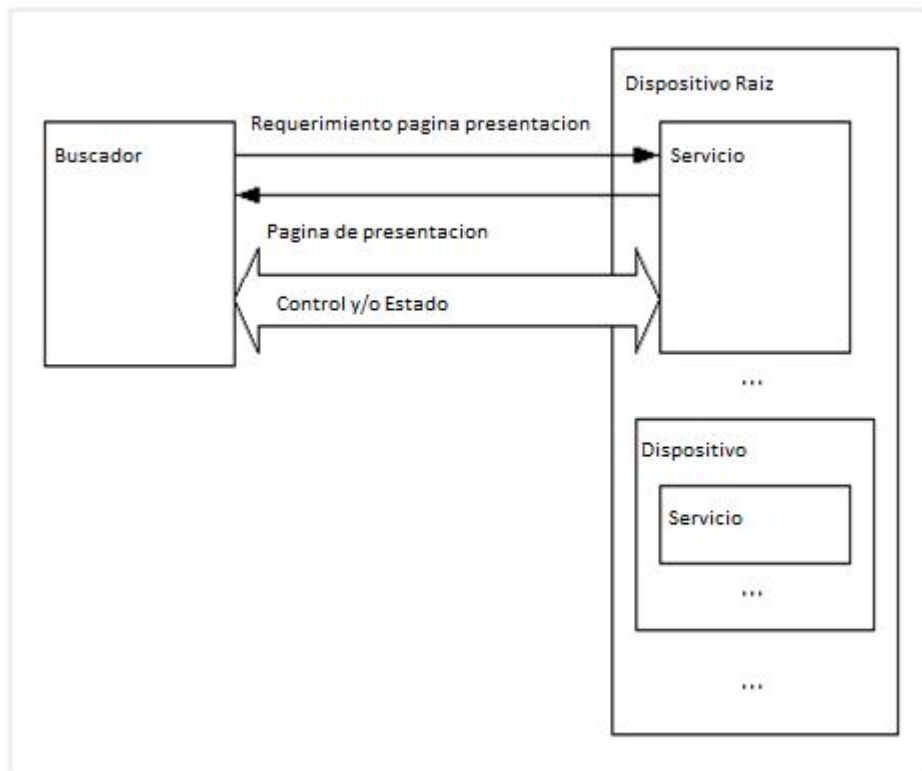 Dispositivo Raiz
Requerimiento pagina presentacion
Buscador
Servicio
Pagina de presentacion
Control y/o Estado
...
Dispositivo
Servicio
...
...